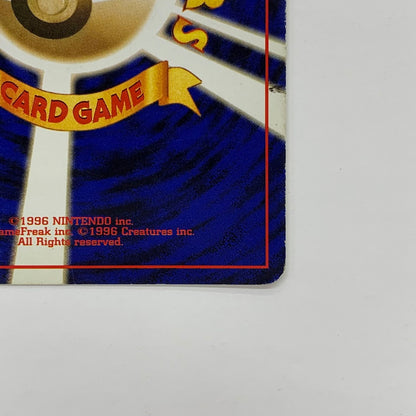 CARD GAME
©1996 NINTENDO inc.
ameFreak inc. ©1996 Creatures inc.
All Rights reserved.